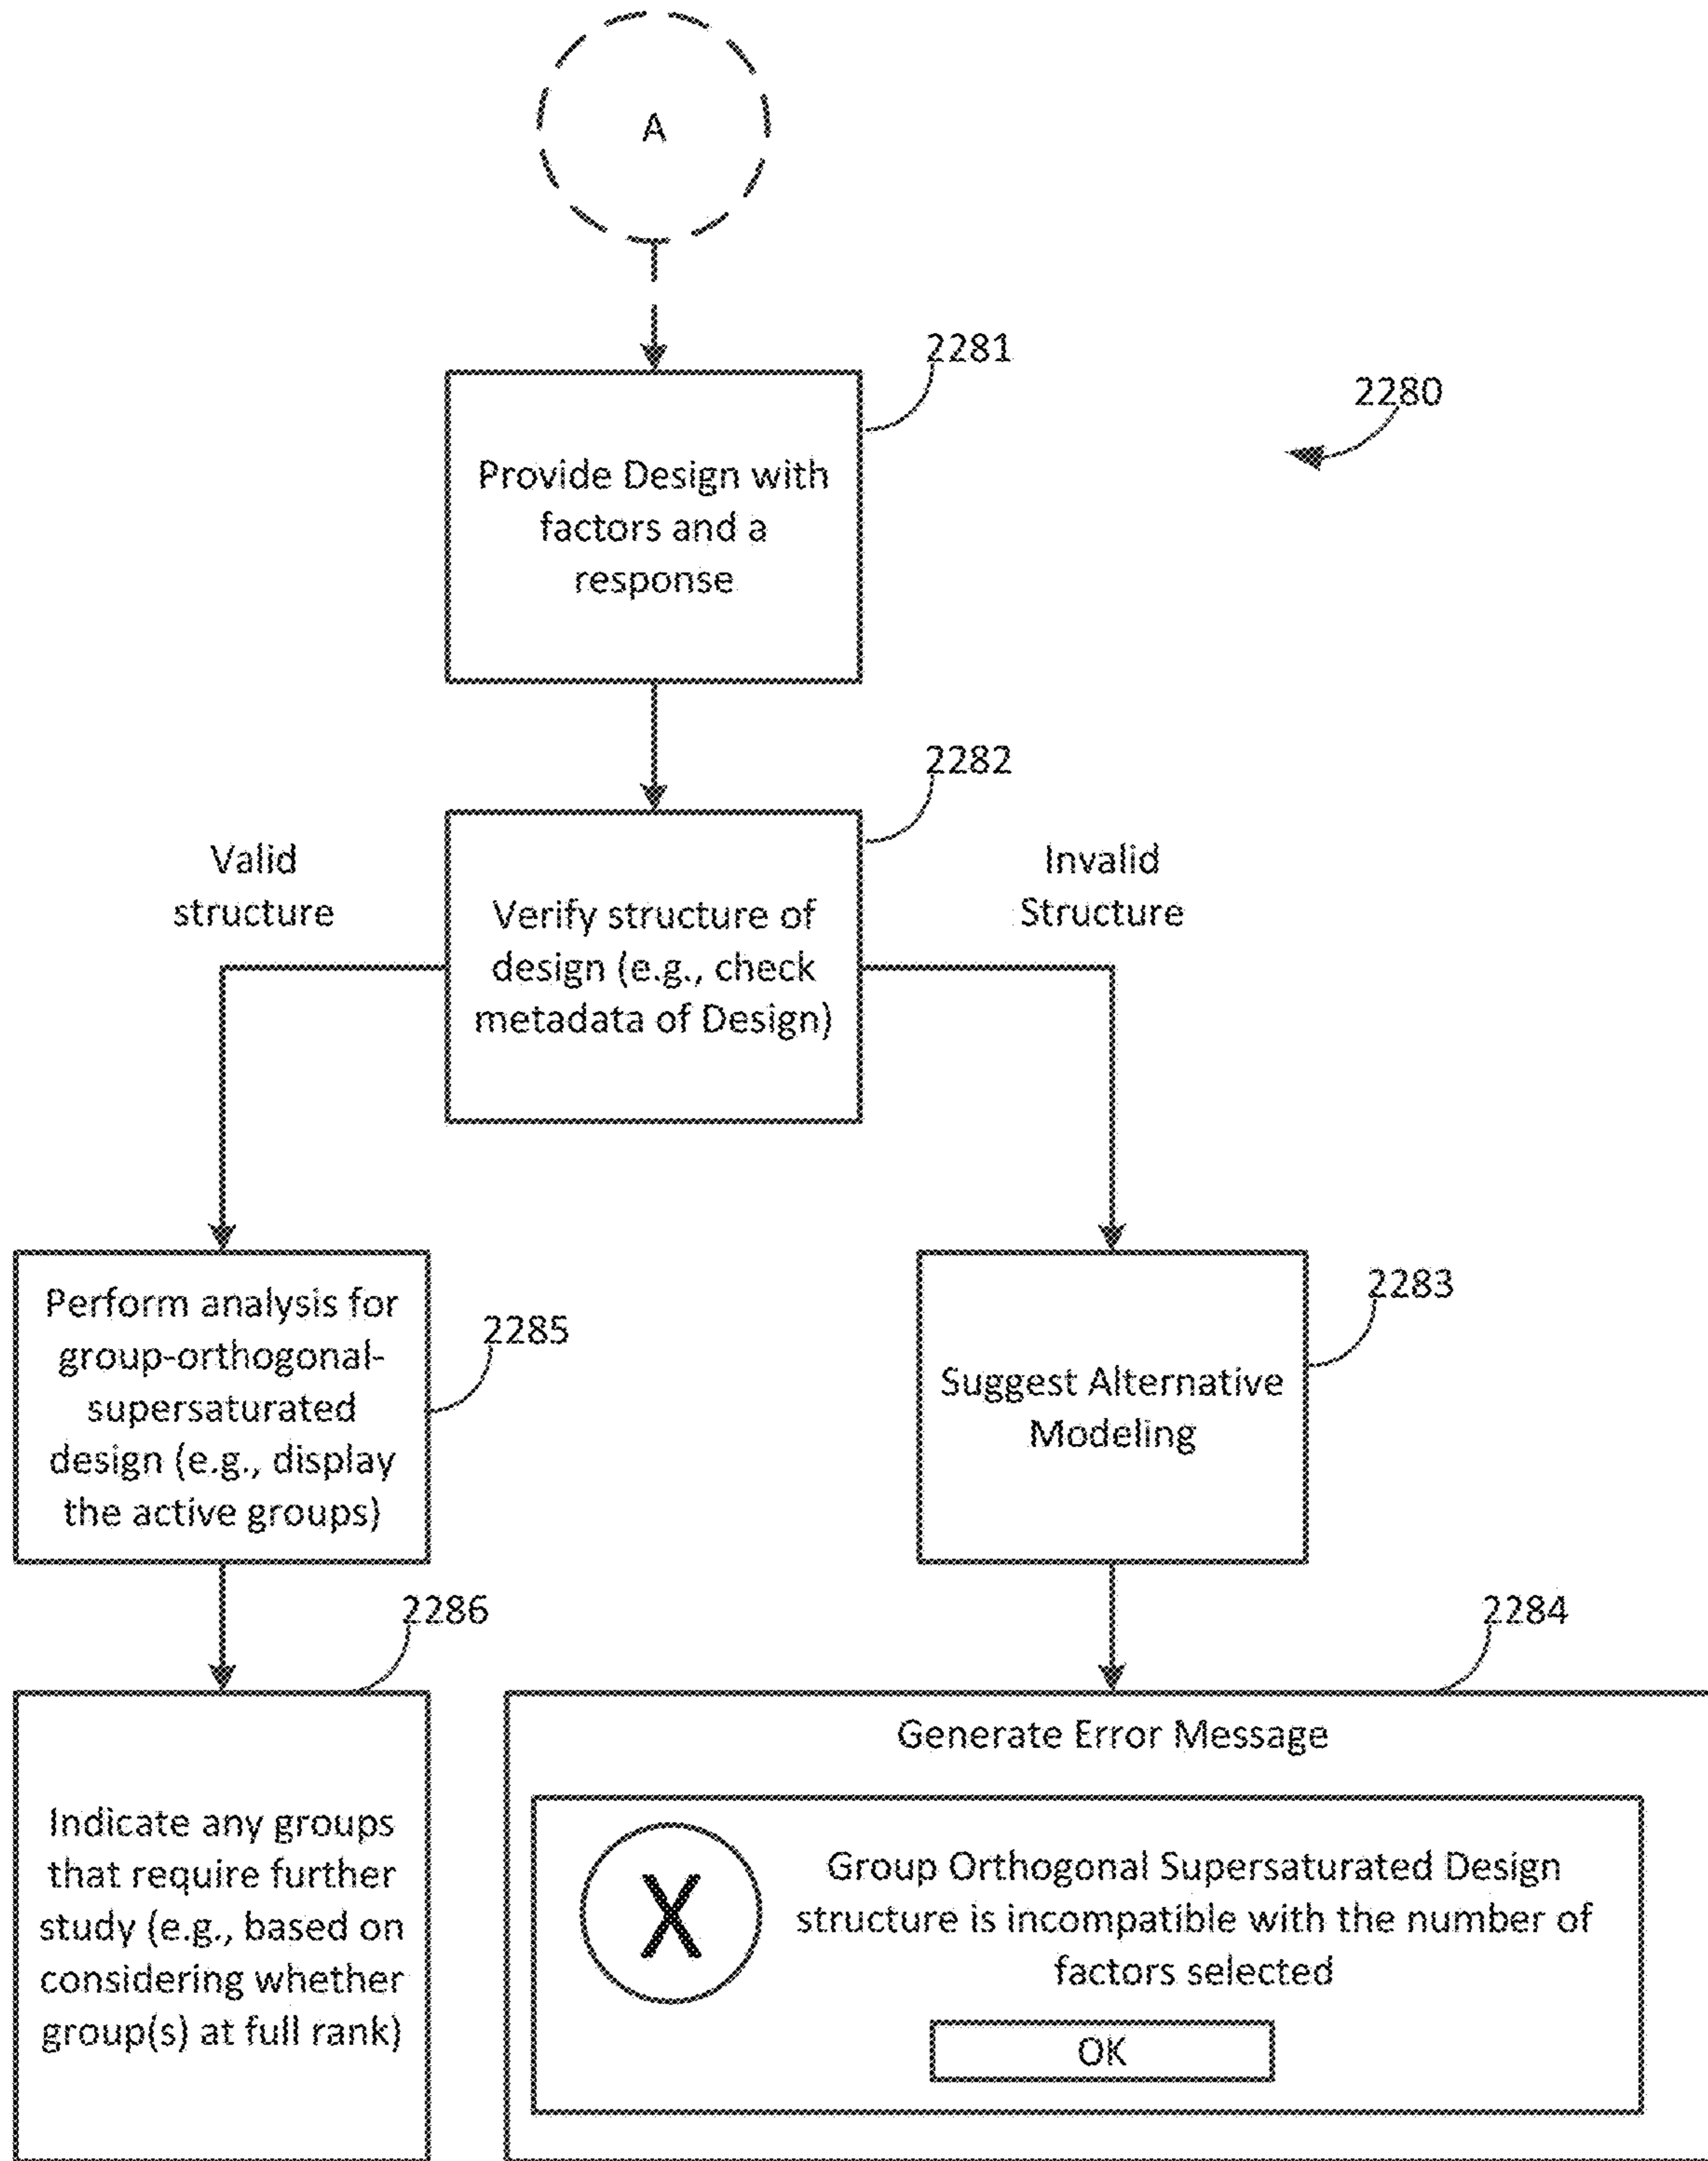 A
2281
2280
Provide Design with
factors and a
response
2282
Valid
structure
Invalid
Structure
Verify structure of
design (e.g., check
metadata of Design)
Perform analysis for
group-orthogonal-
supersaturated
design (e.g., display
the active groups)
2285
2283
Suggest Alternative
Modeling
2286
2284
Indicate any groups
that require further
study (e.g., based on
considering whether
group(s) at full rank)
Generate Error Message
X
Group Orthogonal Supersaturated Design
structure is incompatible with the number of
factors selected
OK